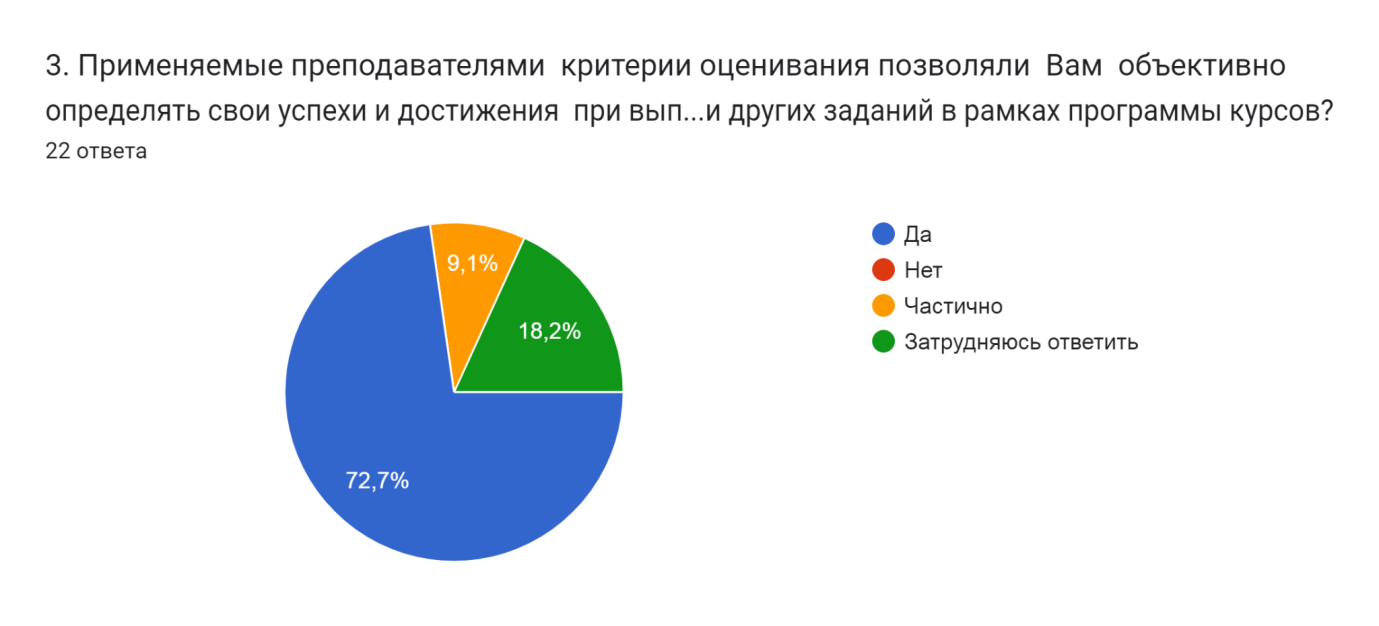 3. Применяемые преподавателями  критерии оценивания позволяли  Вам  объективно
определять свои успехи и достижения  при вып...и других заданий в рамках программы курсов?
22 ответа
Да
Нет
Частично
Затрудняюсь ответить
9,1%
18,2%
72,7%